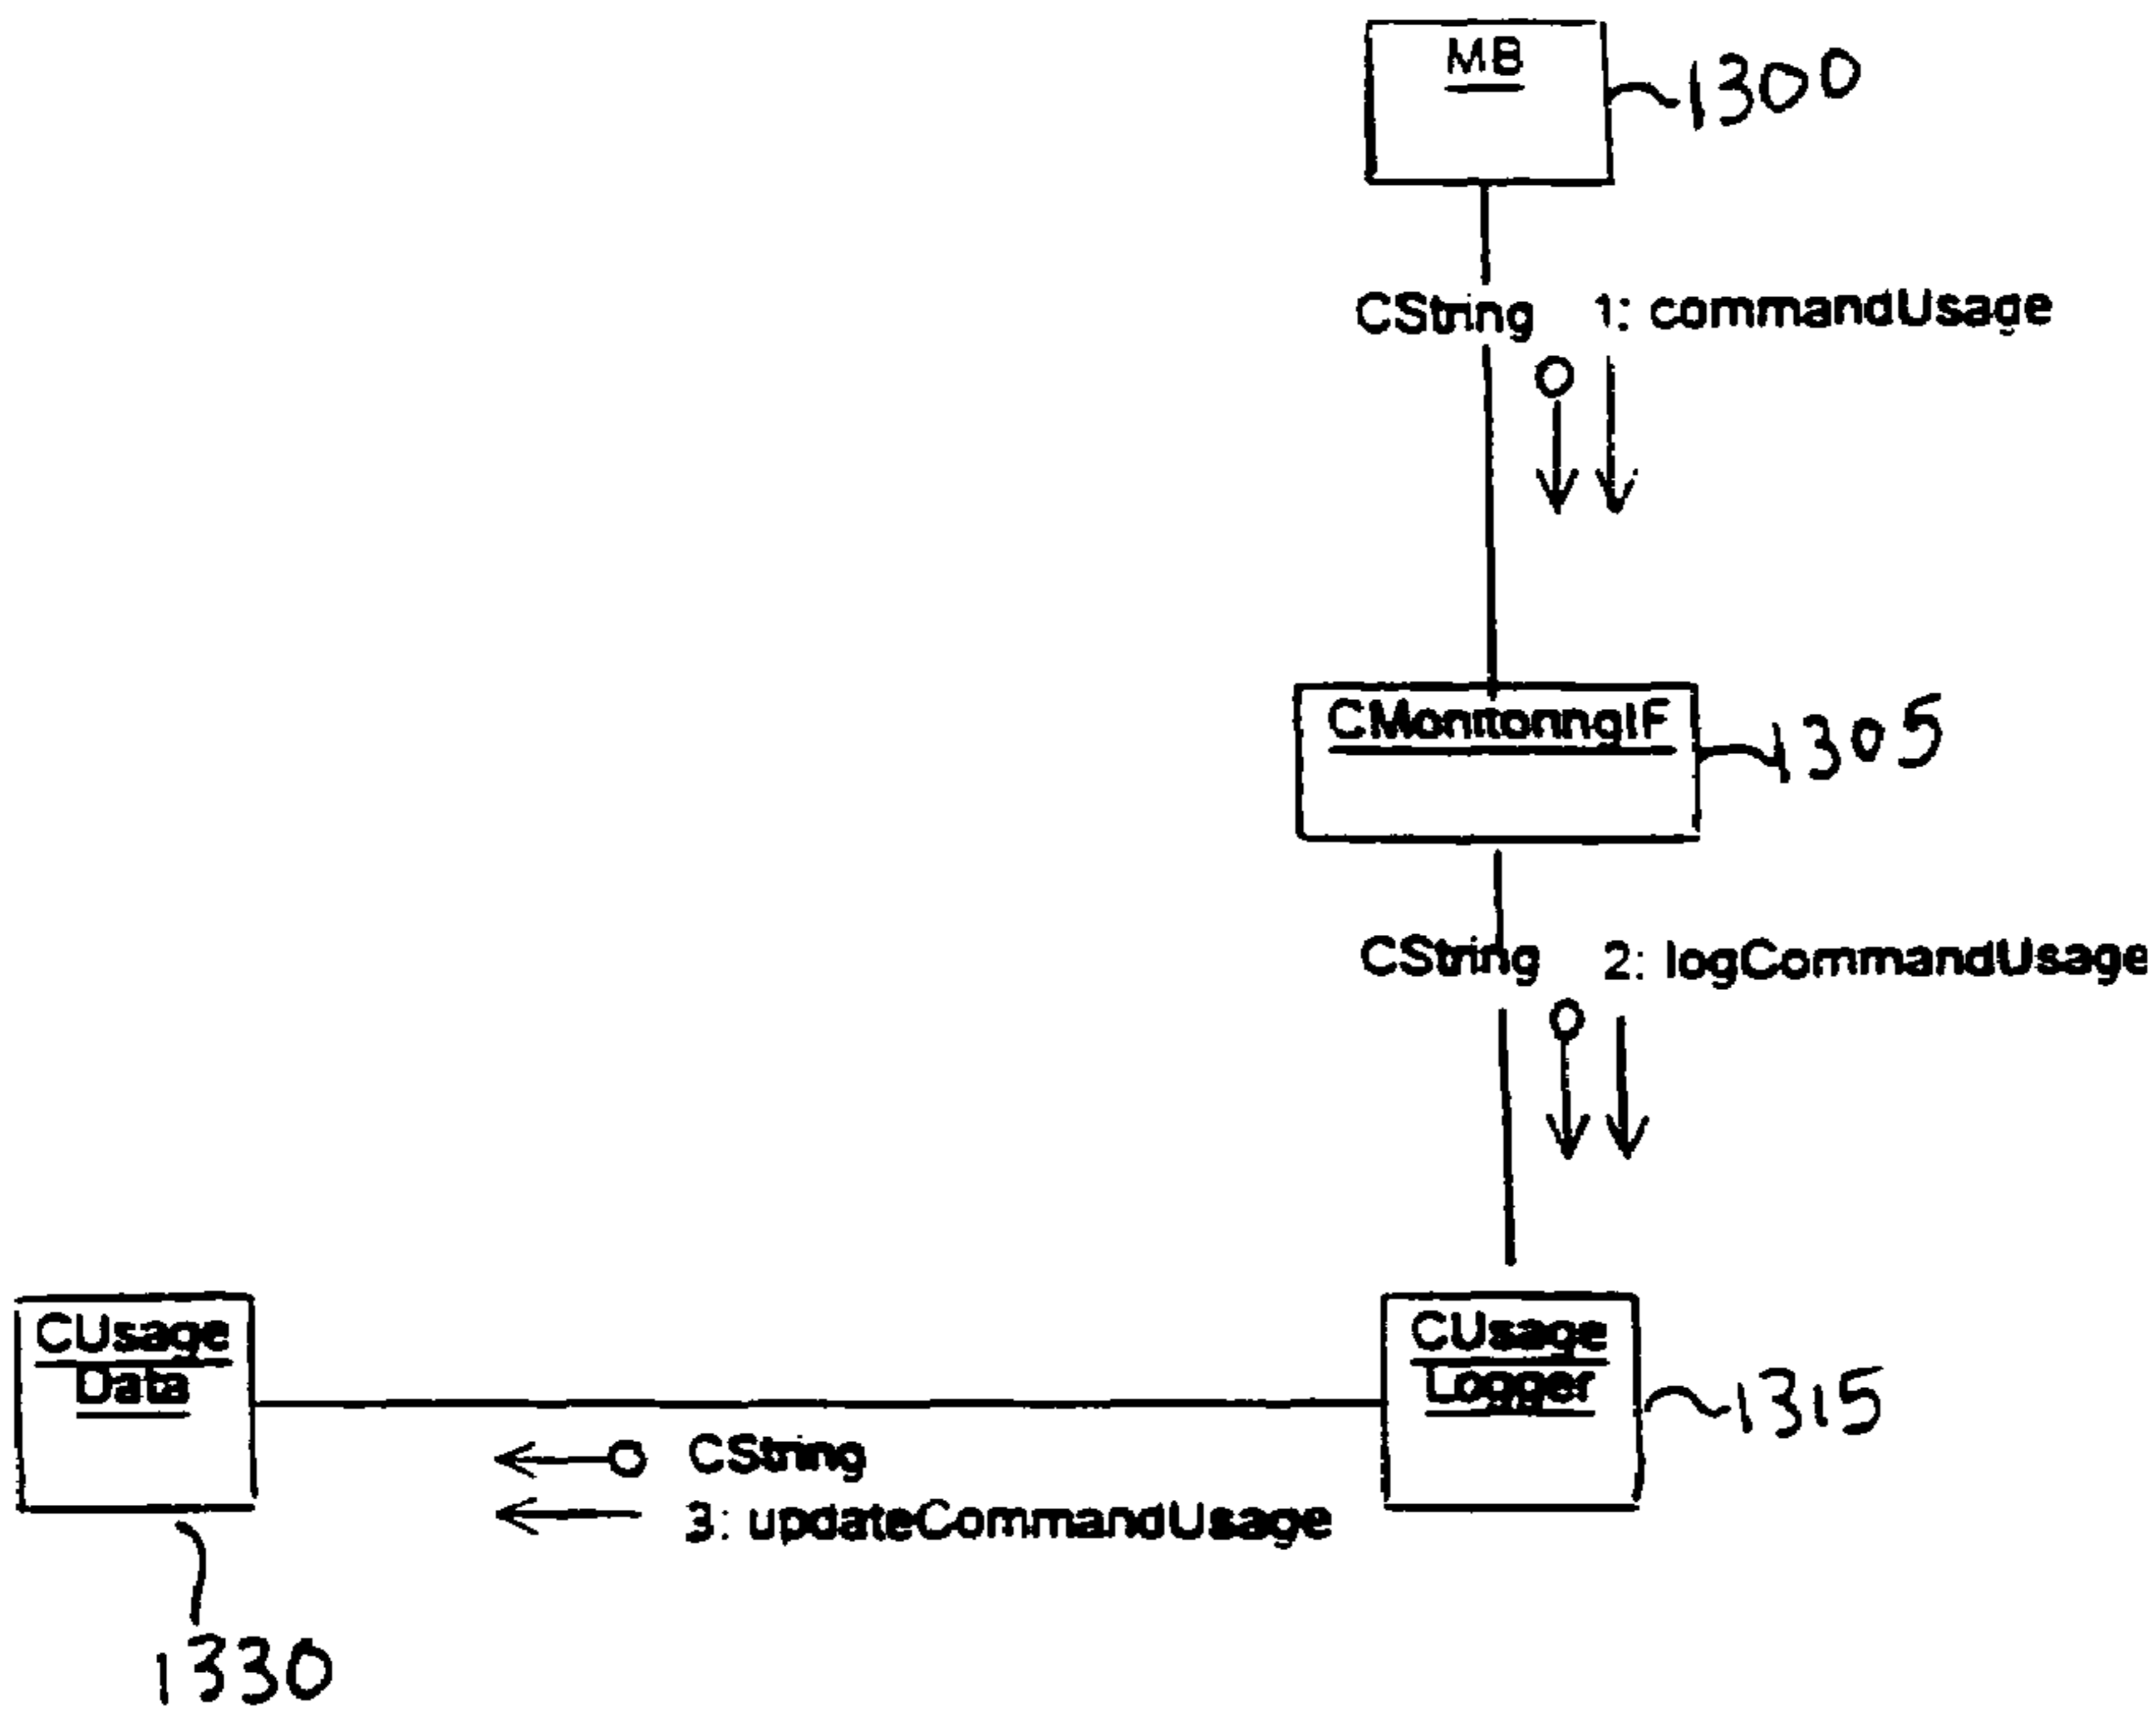 MB
1300
CString 1: commandUsage
CMonitoringIF
1305
CString 2: logCommandUsage
CUsage
Data
CUsage
Logger
1315
CString
3: updateCommandUsage
1330